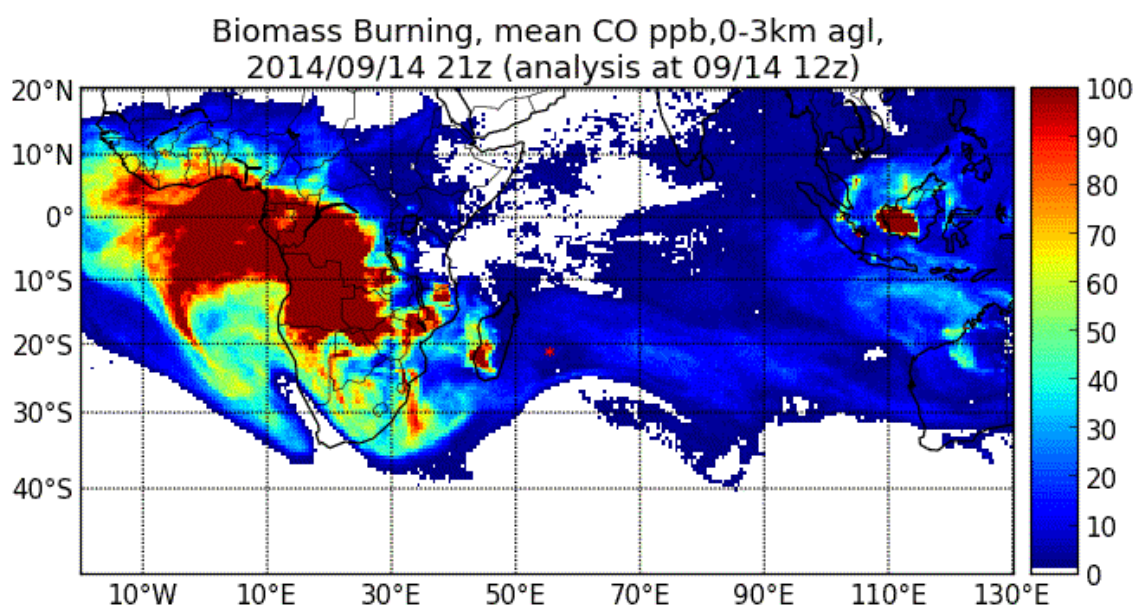 Biomass Burning, mean CO ppb,0-3km agl,
2014/09/14 21z (analysis at 09/14 12z)
20°N
10°N
0°
10°S
20°S
30°S
40°S
10°W
10°E
30°E
50°E
70°E
90°E
110°E
130°E
100
90
80
70
60
50
40
30
20
10
0